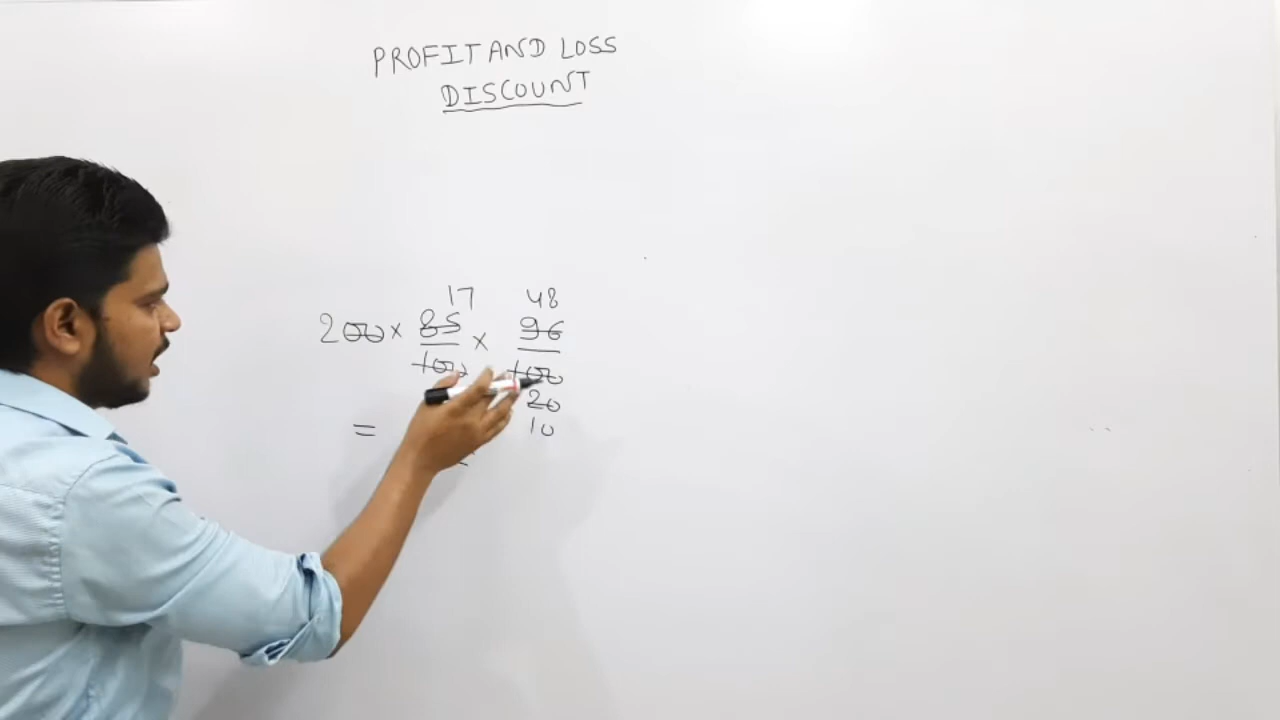 PROFIT AND LOSS
DISCOUNT
17 48
200 × 85 × 96
100 100
20
= 10